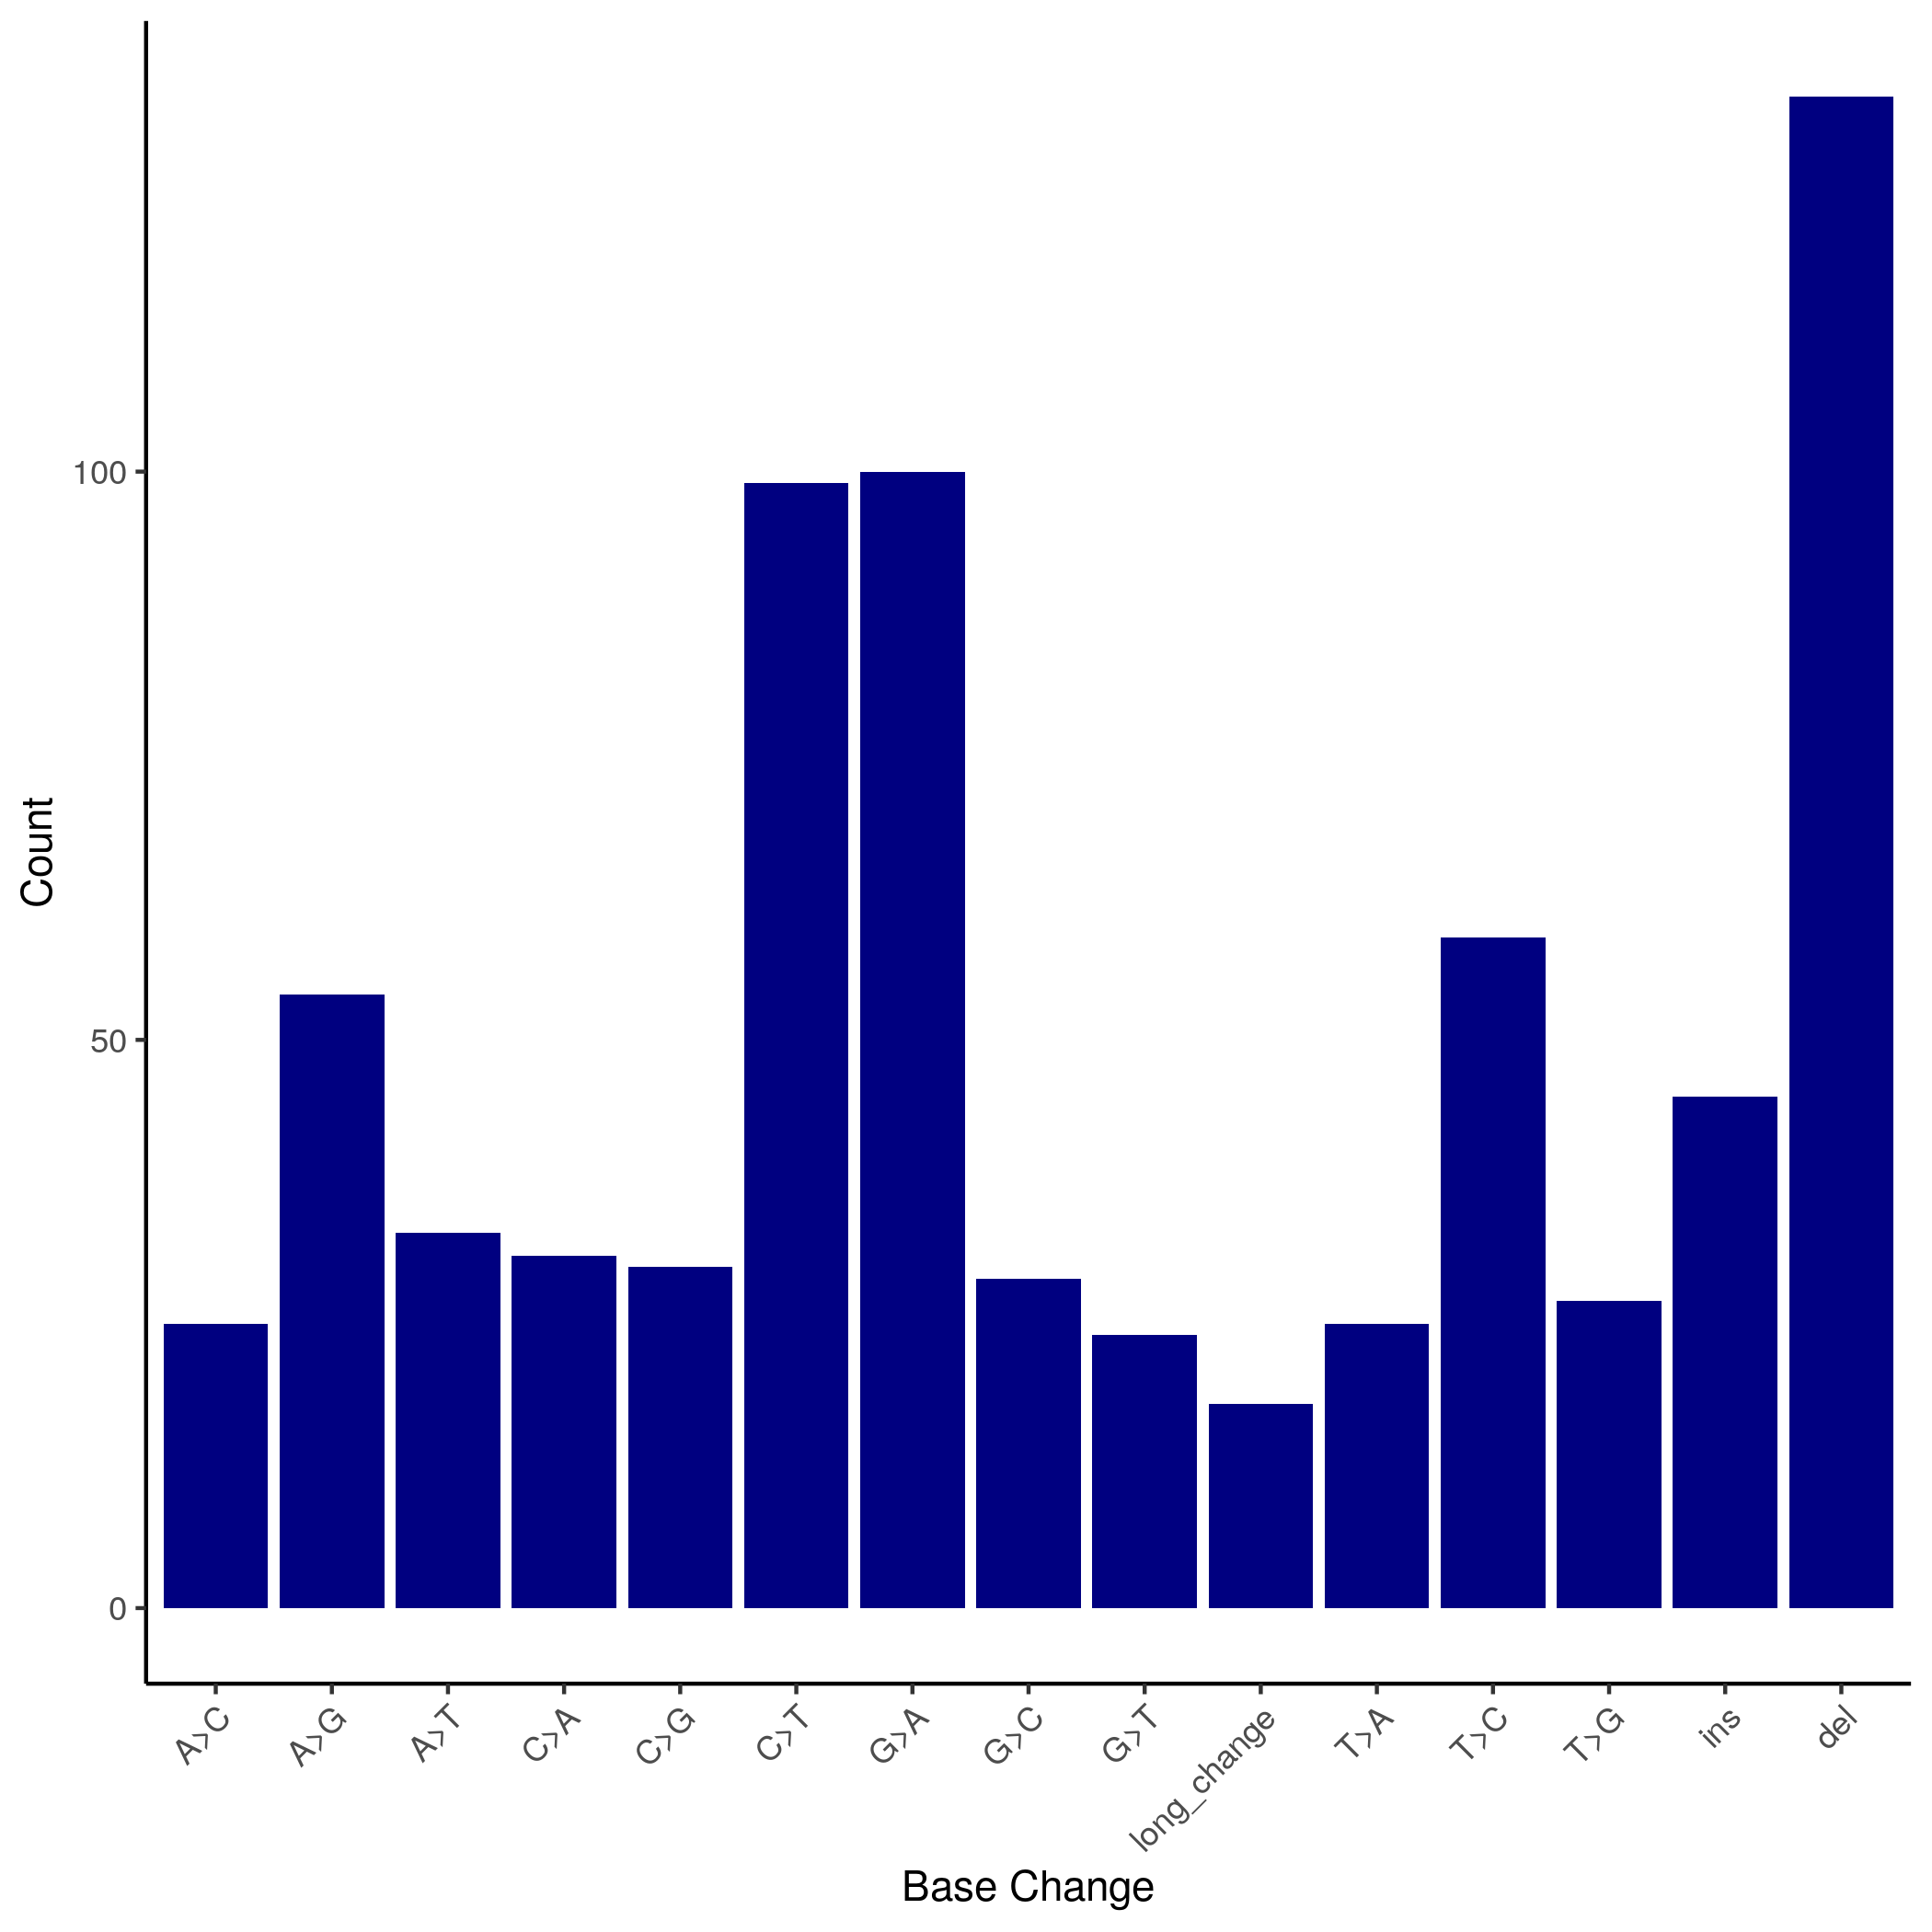 Count
100
50
0
A>C
A>G
A>T
C>A
C>G
C>T
G>A
G>C
G>T
long_change
T>A
T>C
T>G
ins
del
Base Change